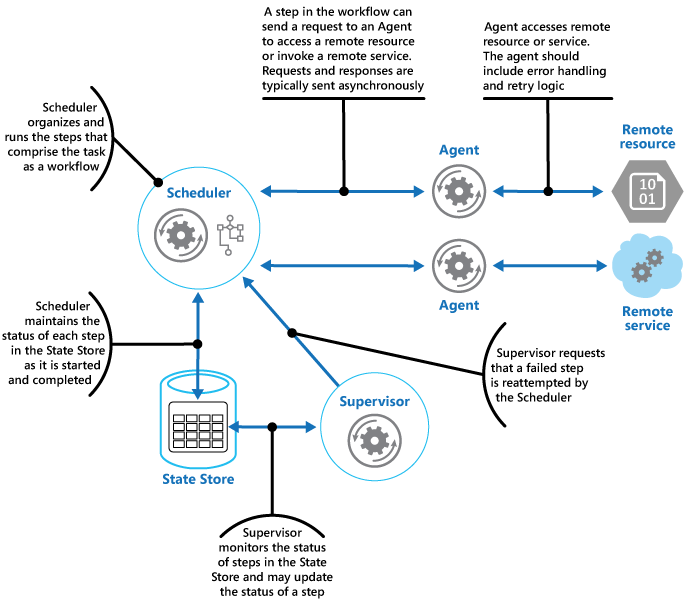 A step in the workflow can
send a request to an Agent
to access a remote resource
or invoke a remote service.
Requests and responses are
typically sent asynchronously
Agent accesses remote
resource or service.
The agent should
include error handling
and retry logic
Scheduler
organizes and
runs the steps that
comprise the task
as a workflow
Scheduler
Agent
Remote
resource
10
01
Agent
Remote
service
Scheduler
maintains the
status of each step
in the State Store
as it is started
and completed
Supervisor requests
that a failed step
is reattempted by
the Scheduler
Supervisor
State Store
Supervisor
monitors the status
of steps in the State
Store and may update
the status of a step